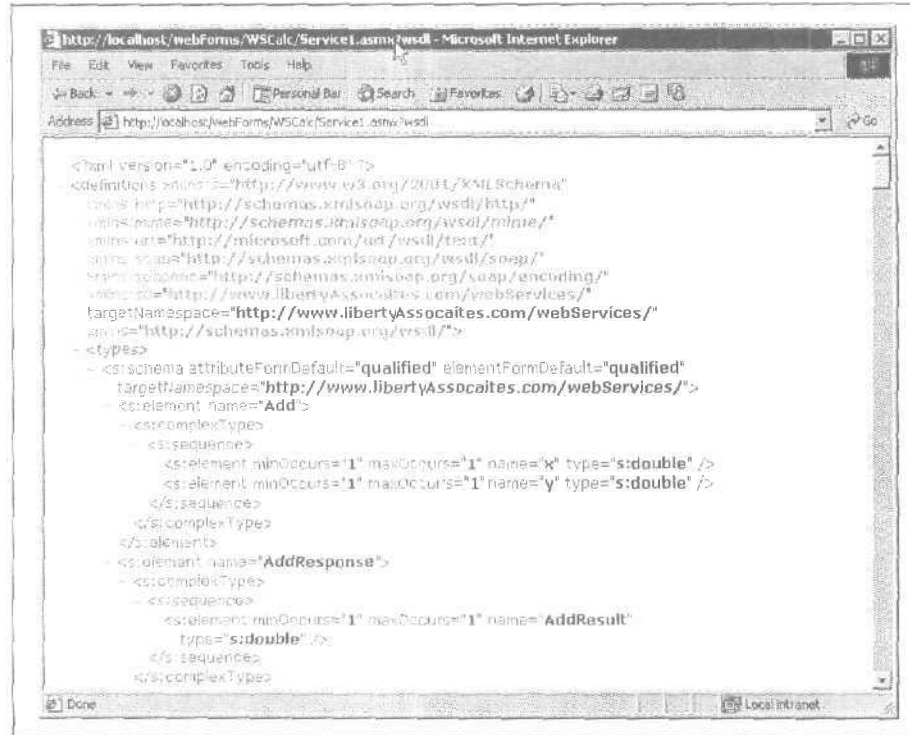 http://localhost/webForms/WSCalc/Service1.asmx?wsdl - Microsoft Internet Explorer
File Edit View Favorites Tools Help
Back Personal Bar Search Favorites
Address http://localhost/webForms/WSCalc/Service1.asmx?wsdl Go
<?xml version="1.0" encoding="utf-8" ?>
- <definitions xmlns:s="http://www.w3.org/2001/XMLSchema"
xmlns:http="http://schemas.xmlsoap.org/wsdl/http/"
xmlns:mime="http://schemas.xmlsoap.org/wsdl/mime/"
xmlns:urt="http://microsoft.com/urt/wsdl/text/"
xmlns:soap="http://schemas.xmlsoap.org/wsdl/soap/"
xmlns:soapenc="http://schemas.xmlsoap.org/soap/encoding/"
xmlns:s0="http://www.libertyAssocaites.com/webServices/"
targetNamespace="http://www.libertyAssocaites.com/webServices/"
xmlns="http://schemas.xmlsoap.org/wsdl/">
- <types>
- <s:schema attributeFormDefault="qualified" elementFormDefault="qualified"
targetNamespace="http://www.libertyAssocaites.com/webServices/">
- <s:element name="Add">
- <s:complexType>
- <s:sequence>
<s:element minOccurs="1" maxOccurs="1" name="x" type="s:double" />
<s:element minOccurs="1" maxOccurs="1" name="y" type="s:double" />
</s:sequence>
</s:complexType>
</s:element>
- <s:element name="AddResponse">
- <s:complexType>
- <s:sequence>
<s:element minOccurs="1" maxOccurs="1" name="AddResult"
type="s:double" />
</s:sequence>
</s:complexType>
Done Local intranet